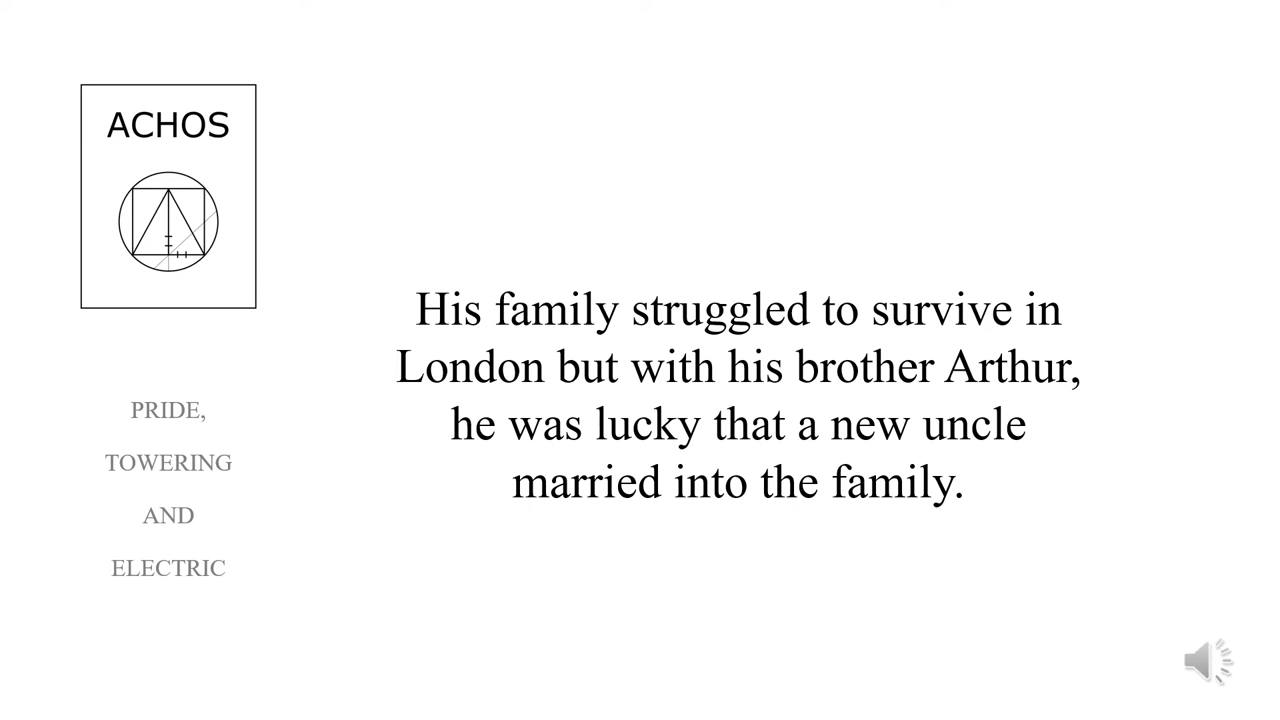 ACHOS
PRIDE,
TOWERING
AND
ELECTRIC
His family struggled to survive in
London but with his brother Arthur,
he was lucky that a new uncle
married into the family.